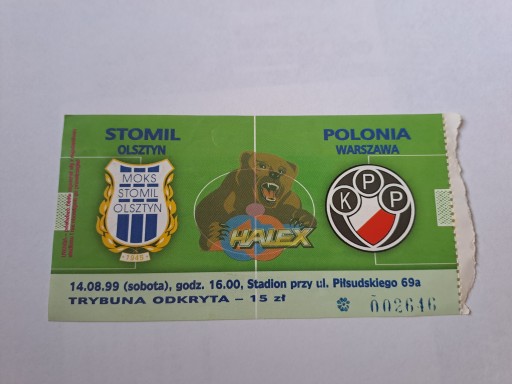 STOMIL
OLSZTYN
POLONIA
WARSZAWA
MOKS
STOMIL
OLSZTYN
1945
HALEX
KPP
14.08.99 (sobota), godz. 16.00, Stadion przy ul. Piłsudskiego 69a
TRYBUNA ODKRYTA – 15 zł
002646